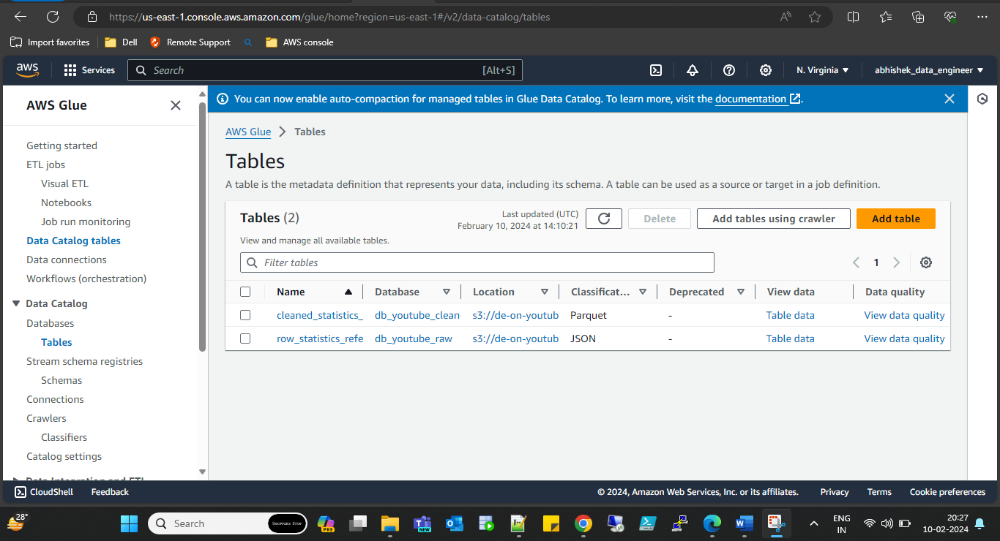 https://us-east-1.console.aws.amazon.com/glue/home?region=us-east-1#/v2/data-catalog/tables
Import favorites
Dell
Remote Support
AWS console
aws
Services
Search
[Alt+S]
N. Virginia
abhishek_data_engineer
AWS Glue
Getting started
ETL jobs
Visual ETL
Notebooks
Job run monitoring
Data Catalog tables
Data connections
Workflows (orchestration)
Data Catalog
Databases
Tables
Stream schema registries
Schemas
Connections
Crawlers
Classifiers
Catalog settings
Data Integration and ETL
You can now enable auto-compaction for managed tables in Glue Data Catalog. To learn more, visit the documentation.
AWS Glue > Tables
Tables
A table is the metadata definition that represents your data, including its schema. A table can be used as a source or target in a job definition.
Tables (2)
Last updated (UTC)
February 10, 2024 at 14:10:21
Delete
Add tables using crawler
Add table
View and manage all available tables.
Filter tables
1
Name Database Location Classificat... Deprecated View data Data quality
cleaned_statistics_ db_youtube_clean s3://de-on-youtub Parquet - Table data View data quality
row_statistics_refe db_youtube_raw s3://de-on-youtub JSON - Table data View data quality
CloudShell
Feedback
© 2024, Amazon Web Services, Inc. or its affiliates.
Privacy
Terms
Cookie preferences
28°
Search
SHOPPERS STOP
PRE
NEW
ENG
IN
20:27
10-02-2024